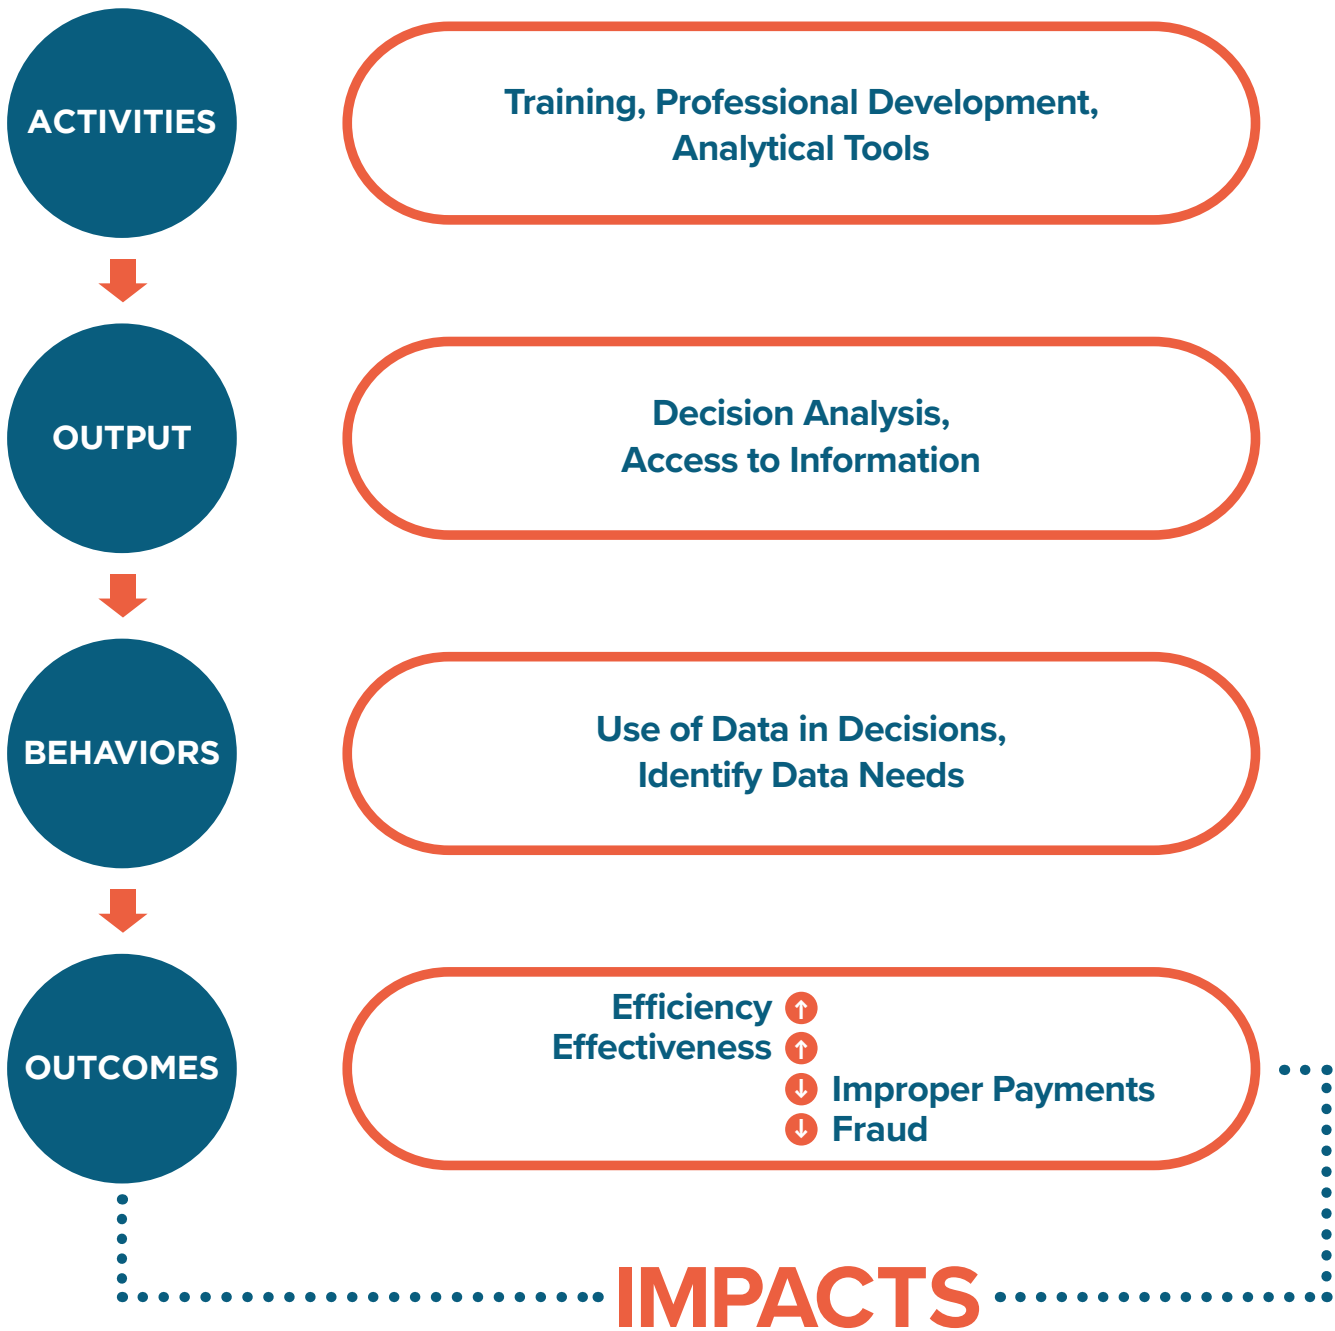 ACTIVITIES
Training, Professional Development,
Analytical Tools
OUTPUT
Decision Analysis,
Access to Information
BEHAVIORS
Use of Data in Decisions,
Identify Data Needs
OUTCOMES
Efficiency ↑
Effectiveness ↑
↓ Improper Payments
↓ Fraud
IMPACTS